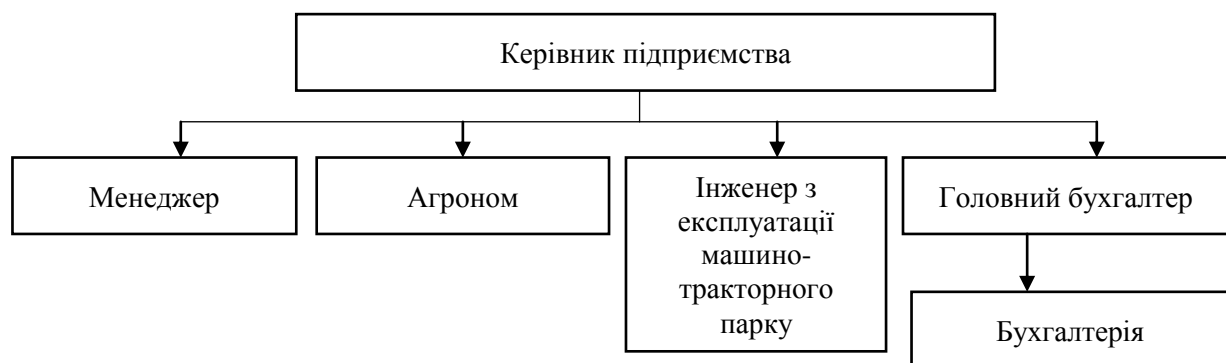 Керівник підприємства
Менеджер
Агроном
Інженер з
експлуатації
машино-
тракторного
парку
Головний бухгалтер
Бухгалтерія